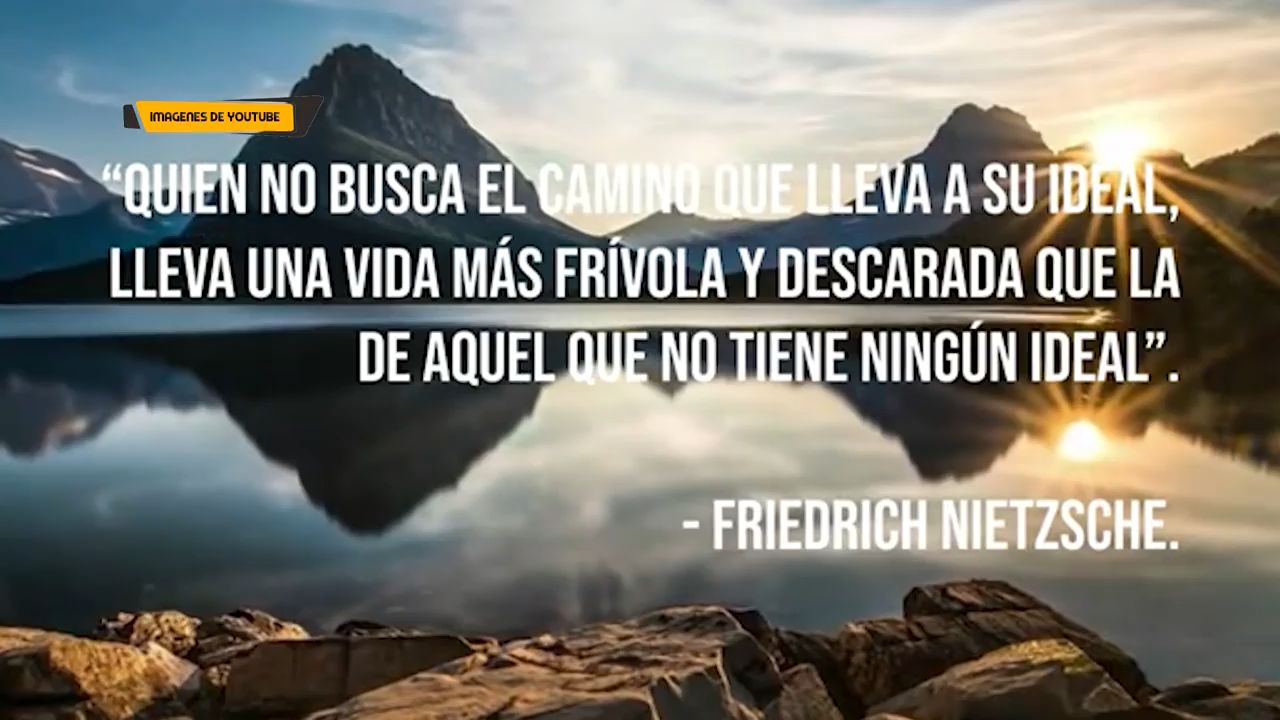 IMAGENES DE YOUTUBE
“QUIEN NO BUSCA EL CAMINO QUE LLEVA A SU IDEAL,
LLEVA UNA VIDA MÁS FRÍVOLA Y DESCARADA QUE LA
DE AQUEL QUE NO TIENE NINGÚN IDEAL”.
- FRIEDRICH NIETZSCHE.